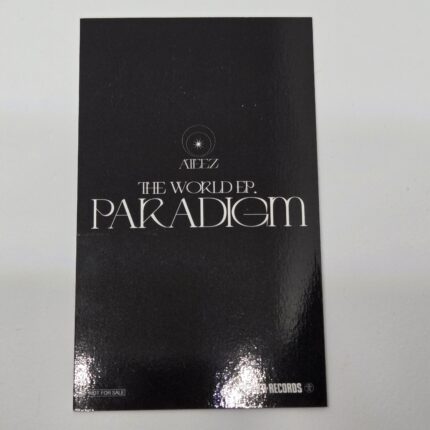 ATEEZ
THE WORLD EP.
PARADIGM
NOT FOR SALE
RECORDS